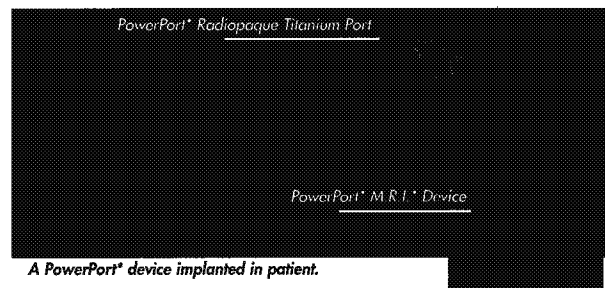 PowerPort* Radiopaque Titanium Port
PowerPort* M.R.I.* Device
A PowerPort* device implanted in patient.